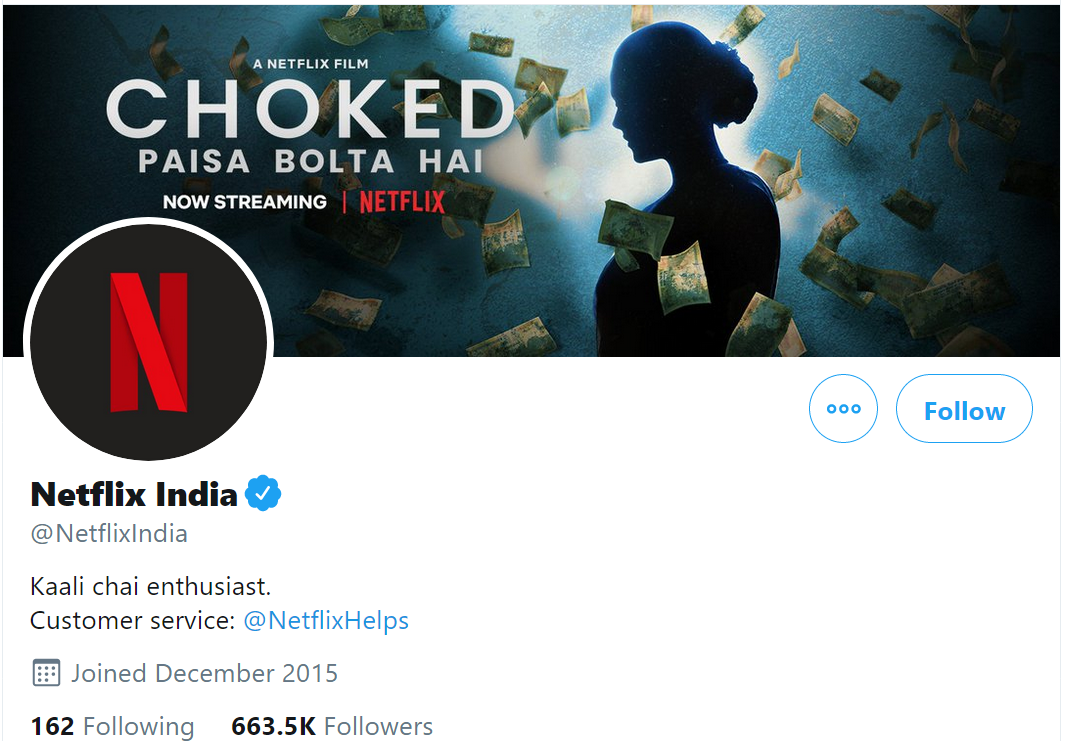 A NETFLIX FILM
CHOKED
PAISA BOLTA HAI
NOW STREAMING | NETFLIX
N
Follow
Netflix India
@NetflixIndia
Kaali chai enthusiast.
Customer service: @NetflixHelps
Joined December 2015
162 Following 663.5K Followers